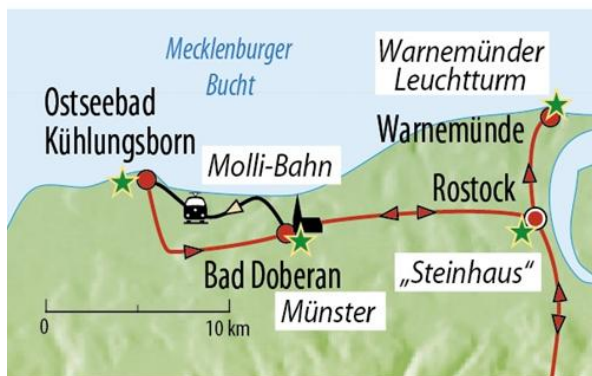 Mecklenburger
Bucht
Warnemünder
Leuchtturm
Ostseebad
Kühlungsborn
Warnemünde
Molli-Bahn
Rostock
Bad Doberan
„Steinhaus“
Münster
0
10 km